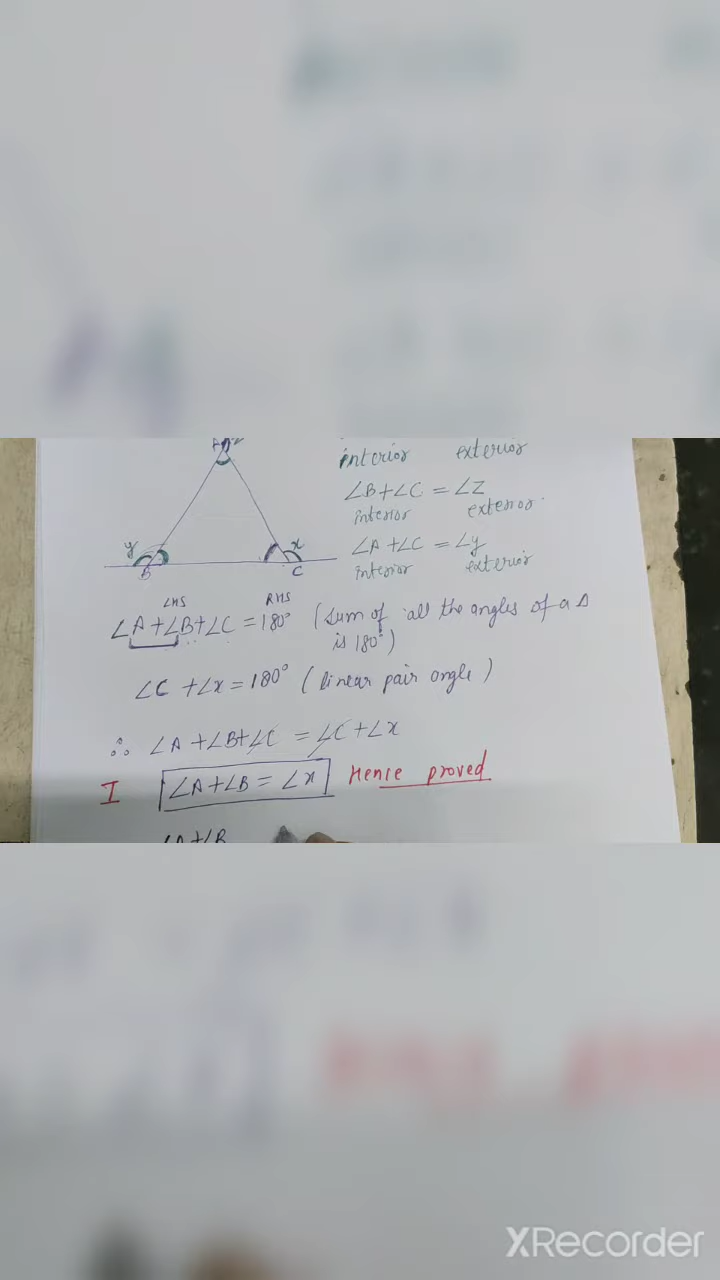 interior exterior
∠B+∠C = ∠Z
interior exterior.
y x
∠A+∠C = ∠y
B C
interior exterior
LHS RHS
∠A+∠B+∠C = 180° (Sum of all the angles of a Δ
is 180°)
∠C +∠x = 180° (linear pair angle)
∴ ∠A+∠B+∠C = ∠C+∠x
I ∠A+∠B = ∠x Hence proved
∠A+∠B
XRecorder